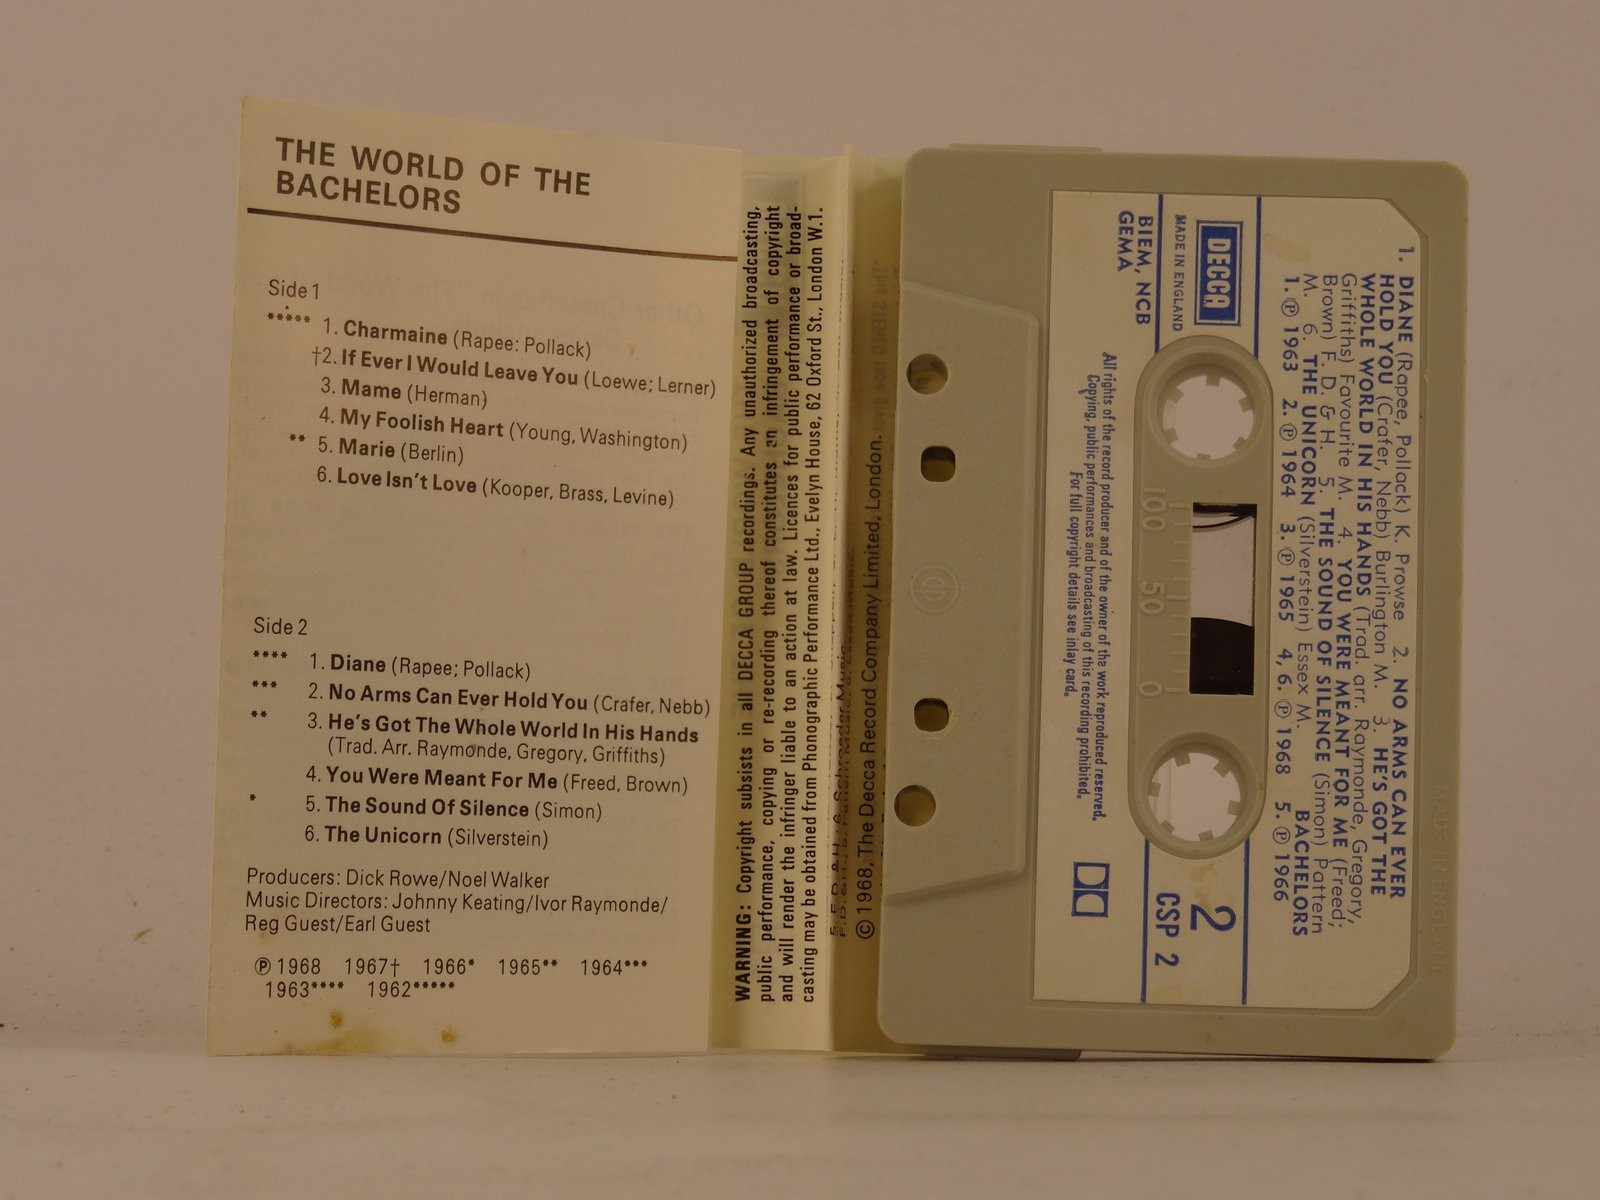 THE WORLD OF THE
BACHELORS
Side 1
***** 1. Charmaine (Rapee: Pollack)
†2. If Ever I Would Leave You (Loewe; Lerner)
3. Mame (Herman)
4. My Foolish Heart (Young, Washington)
** 5. Marie (Berlin)
6. Love Isn't Love (Kooper, Brass, Levine)
Side 2
**** 1. Diane (Rapee; Pollack)
*** 2. No Arms Can Ever Hold You (Crafer, Nebb)
** 3. He's Got The Whole World In His Hands
(Trad. Arr. Raymonde, Gregory, Griffiths)
4. You Were Meant For Me (Freed, Brown)
* 5. The Sound Of Silence (Simon)
6. The Unicorn (Silverstein)
Producers: Dick Rowe/Noel Walker
Music Directors: Johnny Keating/Ivor Raymonde/
Reg Guest/Earl Guest
℗ 1968 1967† 1966* 1965** 1964***
1963**** 1962*****
WARNING: Copyright subsists in all DECCA GROUP recordings. Any unauthorized broadcasting,
public performance, copying or re-recording thereof constitutes an infringement of copyright
and will render the infringer liable to an action at law. Licences for public performance or broad-
casting may be obtained from Phonographic Performance Ltd., Evelyn House, 62 Oxford St., London W.1.
© 1968, The Decca Record Company Limited, London.
1. DIANE (Rapee, Pollack) K. Prowse 2. NO ARMS CAN EVER
HOLD YOU (Crafer, Nebb) Burlington M. 3. HE'S GOT THE
WHOLE WORLD IN HIS HANDS (Trad. arr. Raymonde, Gregory,
Griffiths) Favourite M. 4. YOU WERE MEANT FOR ME (Freed;
Brown) F. D. & H. 5. THE SOUND OF SILENCE (Simon) Pattern
M. 6. THE UNICORN (Silverstein) Essex M. BACHELORS
1. ℗ 1963 2. ℗ 1964 3. ℗ 1965 4, 6. ℗ 1968 5. ℗ 1966
DECCA
MADE IN ENGLAND
BIEM, NCB
GEMA
2
CSP 2
100 50 0
All rights of the record producer and of the owner of the work reproduced reserved.
Copying, public performances and broadcasting of this recording prohibited.
For full copyright details see inlay card.